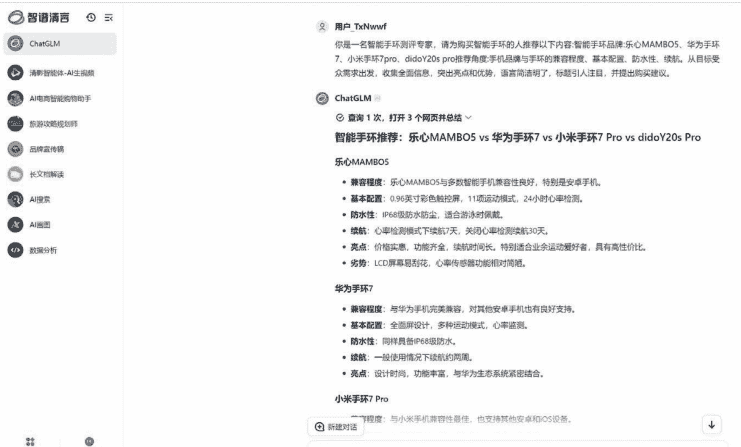 智谱清言
ChatGLM
清影智能体-AI生视频
AI电商智能购物助手
旅游攻略规划师
品牌宣传稿
长文档解读
AI搜索
AI画图
数据分析
用户_TxNwwf
你是一名智能手环测评专家，请为购买智能手环的人推荐以下内容:智能手环品牌:乐心MAMBO5、华为手环
7、小米手环7pro、didoY20s pro推荐角度:手机品牌与手环的兼容程度，基本配置，防水性，续航。从目标受
众需求出发，收集全面信息，突出亮点和优势，语言简洁明了，标题引人注目，并提出购买建议。
ChatGLM
查询 1 次，打开 3 个网页并总结
智能手环推荐：乐心MAMBO5 vs 华为手环7 vs 小米手环7 Pro vs didoY20s Pro
乐心MAMBO5
• 兼容程度：乐心MAMBO5与多数智能手机兼容性良好，特别是安卓手机。
• 基本配置：0.96英寸彩色触控屏，11项运动模式，24小时心率检测。
• 防水性：IP68级防水防尘，适合游泳时佩戴。
• 续航：心率检测模式下续航7天，关闭心率检测续航30天。
• 亮点：价格实惠，功能齐全，续航时间长。特别适合业余运动爱好者，具有高性价比。
• 劣势：LCD屏幕易刮花，心率传感器功能相对简陋。
华为手环7
• 兼容程度：与华为手机完美兼容，对其他安卓手机也有良好支持。
• 基本配置：全面屏设计，多种运动模式，心率监测。
• 防水性：同样具备IP68级防水。
• 续航：一般使用情况下续航约两周。
• 亮点：设计时尚，功能丰富，与华为生态系统紧密结合。
小米手环7 Pro
兼容程度：与小米手机兼容性最佳，也支持其他安卓和iOS设备。
新建对话